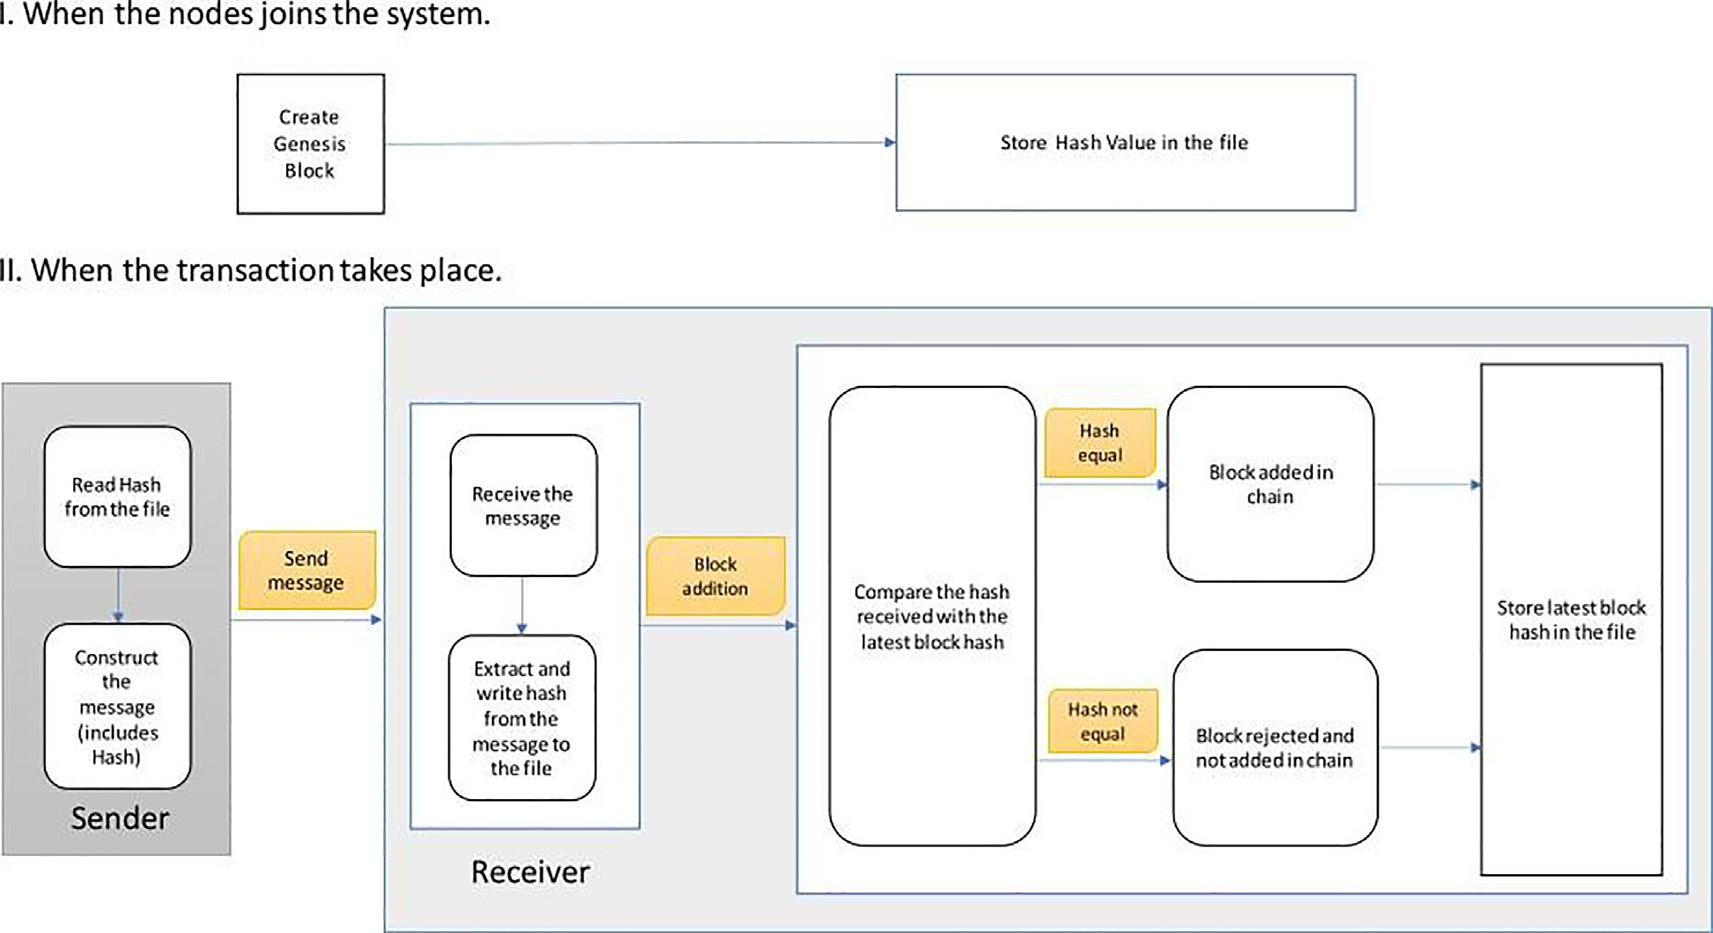 I. When the nodes joins the system.
Create
Genesis
Block
Store Hash Value in the file
II. When the transaction takes place.
Read Hash
from the file
Construct
the
message
(includes
Hash)
Sender
Send
message
Receive the
message
Extract and
write hash
from the
message to
the file
Receiver
Block
addition
Compare the hash
received with the
latest block hash
Hash
equal
Block added in
chain
Hash not
equal
Block rejected and
not added in chain
Store latest block
hash in the file